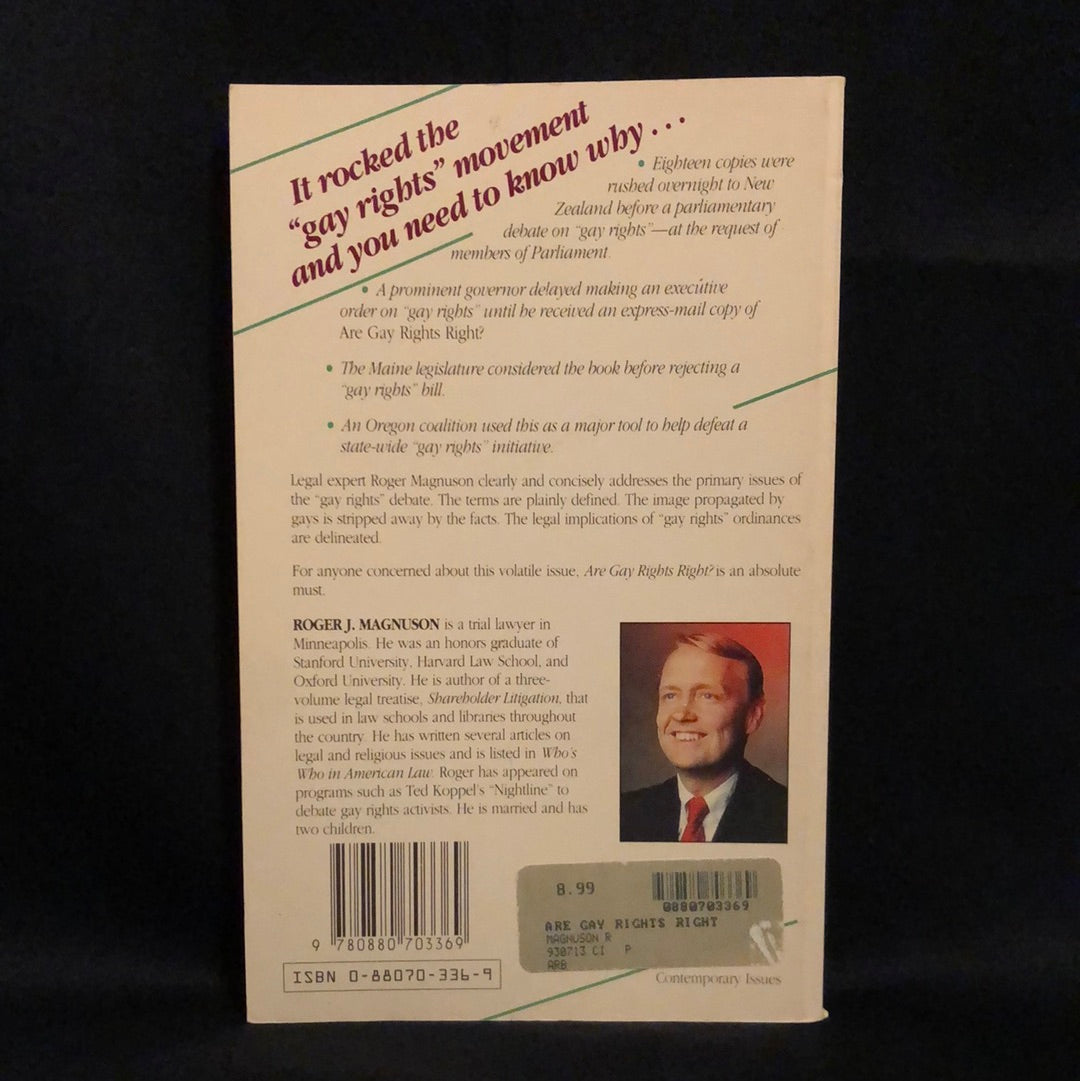 It rocked the
“gay rights” movement
and you need to know why . . .
• Eighteen copies were
rushed overnight to New
Zealand before a parliamentary
debate on “gay rights”—at the request of
members of Parliament.
• A prominent governor delayed making an executive
order on “gay rights” until he received an express-mail copy of
Are Gay Rights Right?
• The Maine legislature considered the book before rejecting a
“gay rights” bill.
• An Oregon coalition used this as a major tool to help defeat a
state-wide “gay rights” initiative.
Legal expert Roger Magnuson clearly and concisely addresses the primary issues of
the “gay rights” debate. The terms are plainly defined. The image propagated by
gays is stripped away by the facts. The legal implications of “gay rights” ordinances
are delineated.
For anyone concerned about this volatile issue, Are Gay Rights Right? is an absolute
must.
ROGER J. MAGNUSON is a trial lawyer in
Minneapolis. He was an honors graduate of
Stanford University, Harvard Law School, and
Oxford University. He is author of a three-
volume legal treatise, Shareholder Litigation, that
is used in law schools and libraries throughout
the country. He has written several articles on
legal and religious issues and is listed in Who's
Who in American Law. Roger has appeared on
programs such as Ted Koppel's “Nightline” to
debate gay rights activists. He is married and has
two children.
9 780880 703369
ISBN 0-88070-336-9
8.99
0880703369
ARE GAY RIGHTS RIGHT
MAGNUSON R
930713 CI P
ARB
Contemporary Issues